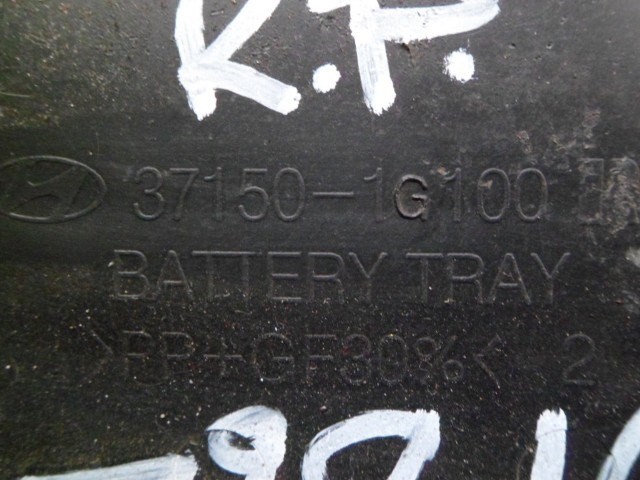 R.P.
37150-1G100
BATTERY TRAY
>PP+GF30%< 2